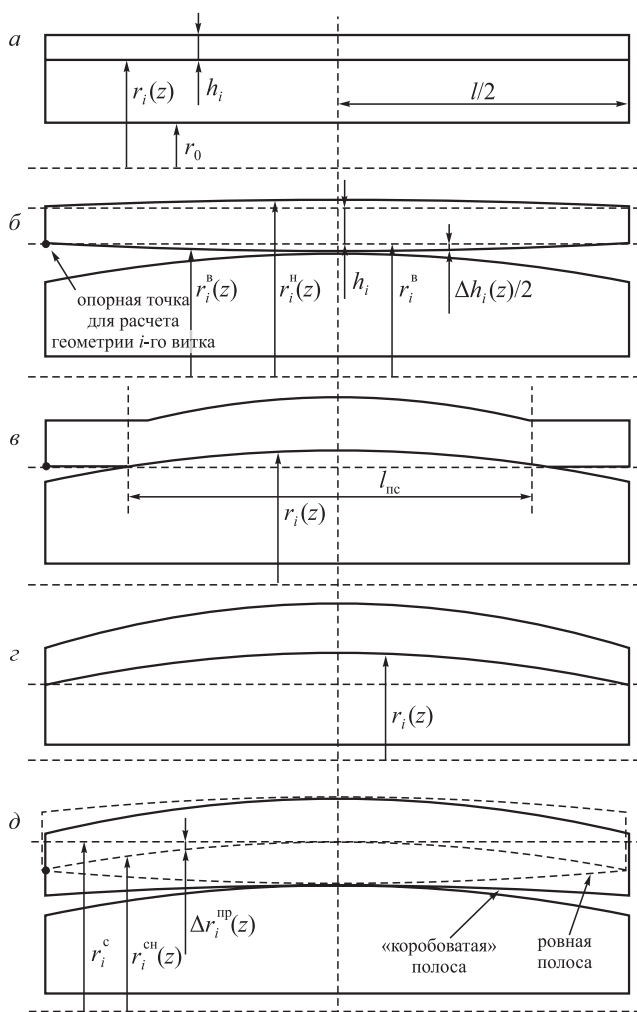 а
r_i(z)
h_i
l/2
r_0
б
опорная точка
для расчета
геометрии i-го витка
r_i^в(z)
r_i^н(z)
h_i
r_i^в
Δh_i(z)/2
в
l_пс
r_i(z)
г
r_i(z)
д
r_i^с
r_i^сн(z)
Δr_i^пр(z)
«коробоватая»
полоса
ровная
полоса